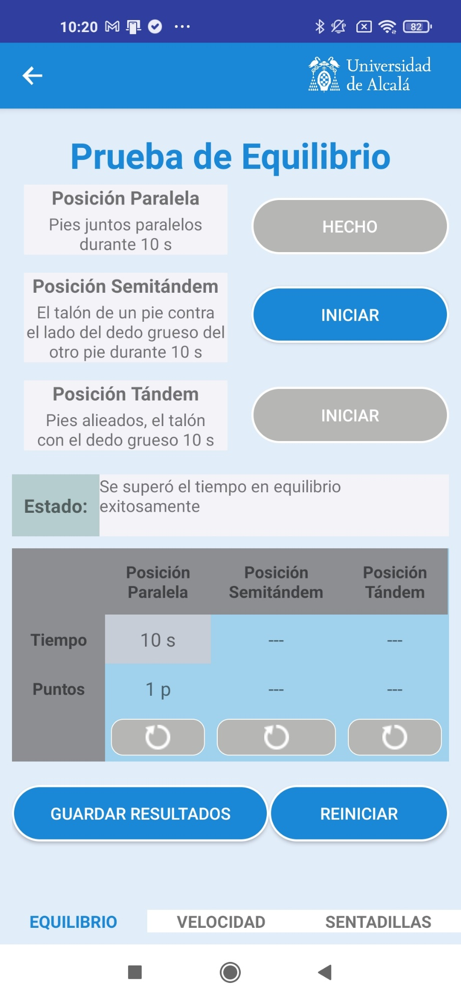 10:20
82
Universidad
de Alcalá
Prueba de Equilibrio
Posición Paralela
Pies juntos paralelos
durante 10 s
HECHO
Posición Semitándem
El talón de un pie contra
el lado del dedo grueso del
otro pie durante 10 s
INICIAR
Posición Tándem
Pies alieados, el talón
con el dedo grueso 10 s
INICIAR
Estado:
Se superó el tiempo en equilibrio
exitosamente
Posición Posición Posición
Paralela Semitándem Tándem
Tiempo 10 s --- ---
Puntos 1 p --- ---
GUARDAR RESULTADOS REINICIAR
EQUILIBRIO VELOCIDAD SENTADILLAS